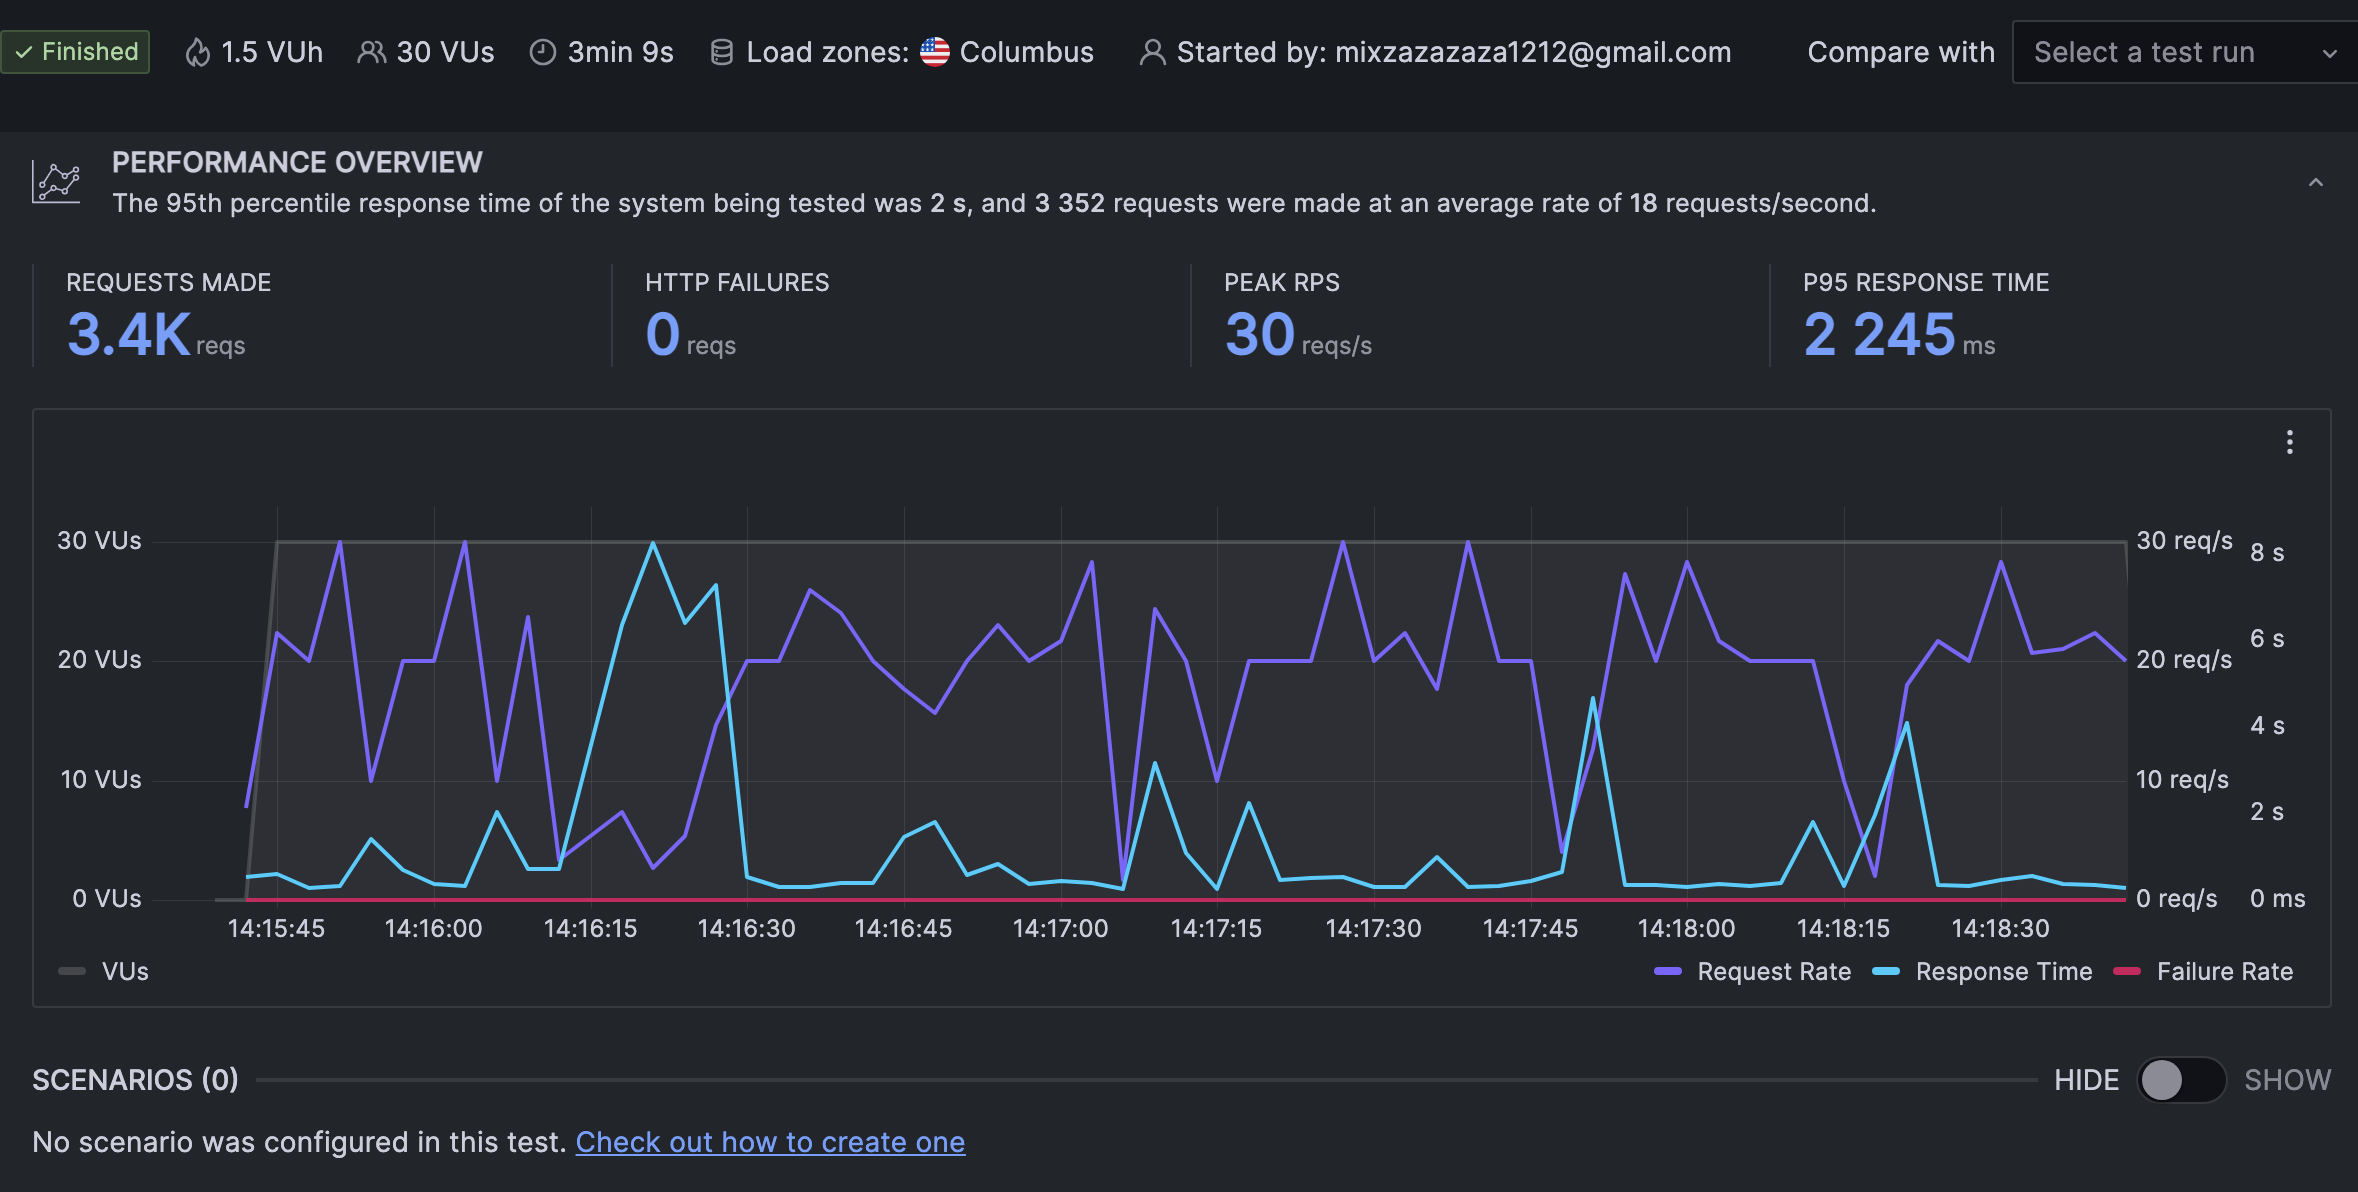 Finished 1.5 VUh 30 VUs 3min 9s Load zones: Columbus Started by: mixzazazaza1212@gmail.com Compare with Select a test run
PERFORMANCE OVERVIEW
The 95th percentile response time of the system being tested was 2 s, and 3 352 requests were made at an average rate of 18 requests/second.
REQUESTS MADE HTTP FAILURES PEAK RPS P95 RESPONSE TIME
3.4K reqs 0 reqs 30 reqs/s 2 245 ms
30 VUs 30 req/s 8 s
6 s
20 VUs 20 req/s
4 s
10 VUs 10 req/s
2 s
0 VUs 0 req/s 0 ms
14:15:45 14:16:00 14:16:15 14:16:30 14:16:45 14:17:00 14:17:15 14:17:30 14:17:45 14:18:00 14:18:15 14:18:30
VUs Request Rate Response Time Failure Rate
SCENARIOS (0) HIDE SHOW
No scenario was configured in this test. Check out how to create one